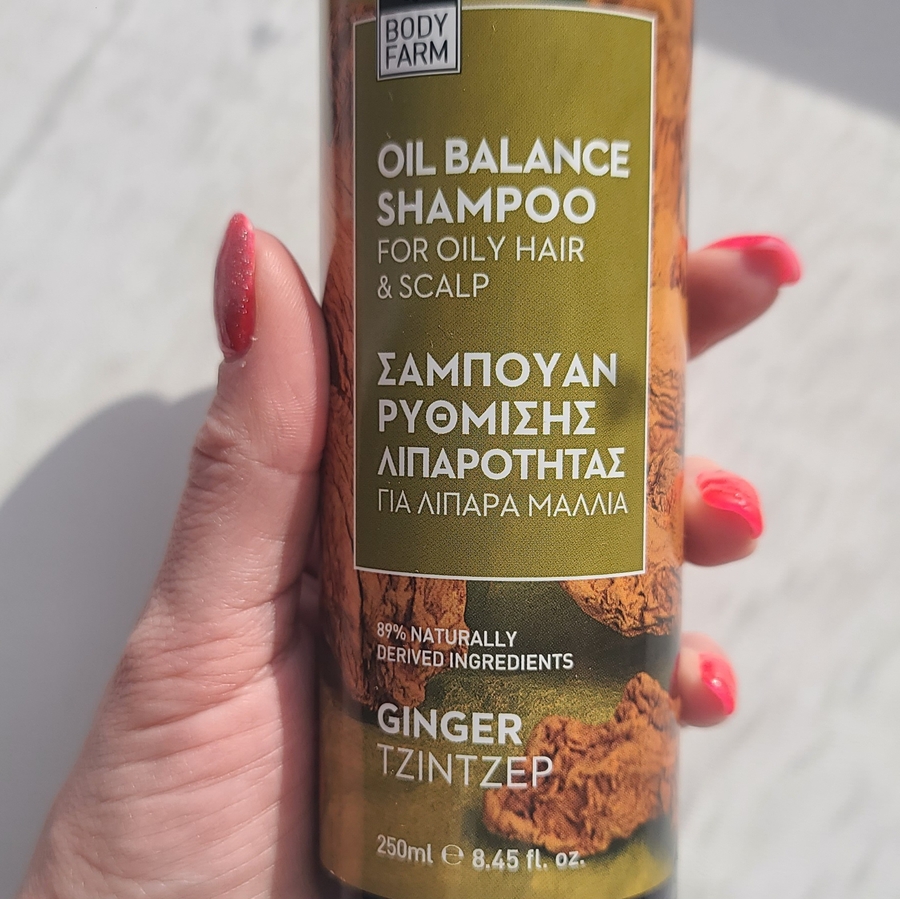 BODY
FARM
OIL BALANCE
SHAMPOO
FOR OILY HAIR
& SCALP
ΣΑΜΠΟΥΑΝ
ΡΥΘΜΙΣΗΣ
ΛΙΠΑΡΟΤΗΤΑΣ
ΓΙΑ ΛΙΠΑΡΑ ΜΑΛΛΙΑ
89% NATURALLY
DERIVED INGREDIENTS
GINGER
ΤΖΙΝΤΖΕΡ
250ml ℮ 8.45 fl. oz.